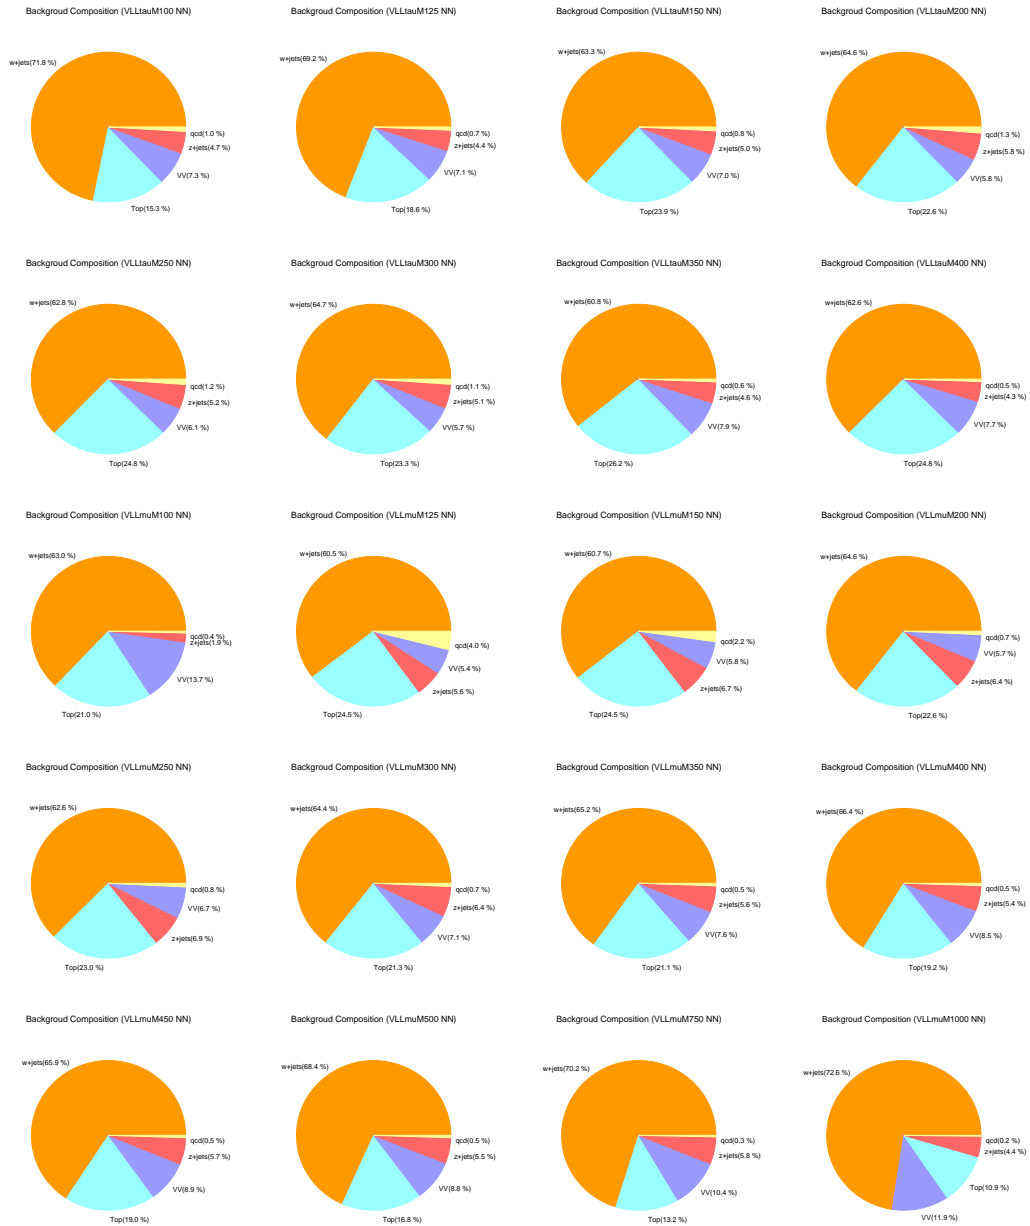 Backgroud Composition (VLLtauM100 NN)
w+jets(71.8 %)
qcd(1.0 %)
z+jets(4.7 %)
VV(7.3 %)
Top(15.3 %)
Backgroud Composition (VLLtauM125 NN)
w+jets(69.2 %)
qcd(0.7 %)
z+jets(4.4 %)
VV(7.1 %)
Top(18.6 %)
Backgroud Composition (VLLtauM150 NN)
w+jets(63.3 %)
qcd(0.8 %)
z+jets(5.0 %)
VV(7.0 %)
Top(23.9 %)
Backgroud Composition (VLLtauM200 NN)
w+jets(64.6 %)
qcd(1.3 %)
z+jets(5.8 %)
VV(5.8 %)
Top(22.6 %)
Backgroud Composition (VLLtauM250 NN)
w+jets(62.8 %)
qcd(1.2 %)
z+jets(5.2 %)
VV(6.1 %)
Top(24.8 %)
Backgroud Composition (VLLtauM300 NN)
w+jets(64.7 %)
qcd(1.1 %)
z+jets(5.1 %)
VV(5.7 %)
Top(23.3 %)
Backgroud Composition (VLLtauM350 NN)
w+jets(60.8 %)
qcd(0.6 %)
z+jets(4.6 %)
VV(7.9 %)
Top(26.2 %)
Backgroud Composition (VLLtauM400 NN)
w+jets(62.6 %)
qcd(0.5 %)
z+jets(4.3 %)
VV(7.7 %)
Top(24.8 %)
Backgroud Composition (VLLmuM100 NN)
w+jets(63.0 %)
qcd(0.4 %)
z+jets(1.9 %)
VV(13.7 %)
Top(21.0 %)
Backgroud Composition (VLLmuM125 NN)
w+jets(60.5 %)
qcd(4.0 %)
VV(5.4 %)
z+jets(5.6 %)
Top(24.5 %)
Backgroud Composition (VLLmuM150 NN)
w+jets(60.7 %)
qcd(2.2 %)
VV(5.8 %)
z+jets(6.7 %)
Top(24.5 %)
Backgroud Composition (VLLmuM200 NN)
w+jets(64.6 %)
qcd(0.7 %)
VV(5.7 %)
z+jets(6.4 %)
Top(22.6 %)
Backgroud Composition (VLLmuM250 NN)
w+jets(62.6 %)
qcd(0.8 %)
VV(6.7 %)
z+jets(6.9 %)
Top(23.0 %)
Backgroud Composition (VLLmuM300 NN)
w+jets(64.4 %)
qcd(0.7 %)
z+jets(6.4 %)
VV(7.1 %)
Top(21.3 %)
Backgroud Composition (VLLmuM350 NN)
w+jets(65.2 %)
qcd(0.5 %)
z+jets(5.6 %)
VV(7.6 %)
Top(21.1 %)
Backgroud Composition (VLLmuM400 NN)
w+jets(66.4 %)
qcd(0.5 %)
z+jets(5.4 %)
VV(8.5 %)
Top(19.2 %)
Backgroud Composition (VLLmuM450 NN)
w+jets(65.9 %)
qcd(0.5 %)
z+jets(5.7 %)
VV(8.9 %)
Top(19.0 %)
Backgroud Composition (VLLmuM500 NN)
w+jets(68.4 %)
qcd(0.5 %)
z+jets(5.5 %)
VV(8.8 %)
Top(16.8 %)
Backgroud Composition (VLLmuM750 NN)
w+jets(70.2 %)
qcd(0.3 %)
z+jets(5.8 %)
VV(10.4 %)
Top(13.2 %)
Backgroud Composition (VLLmuM1000 NN)
w+jets(72.6 %)
qcd(0.2 %)
z+jets(4.4 %)
Top(10.9 %)
VV(11.9 %)